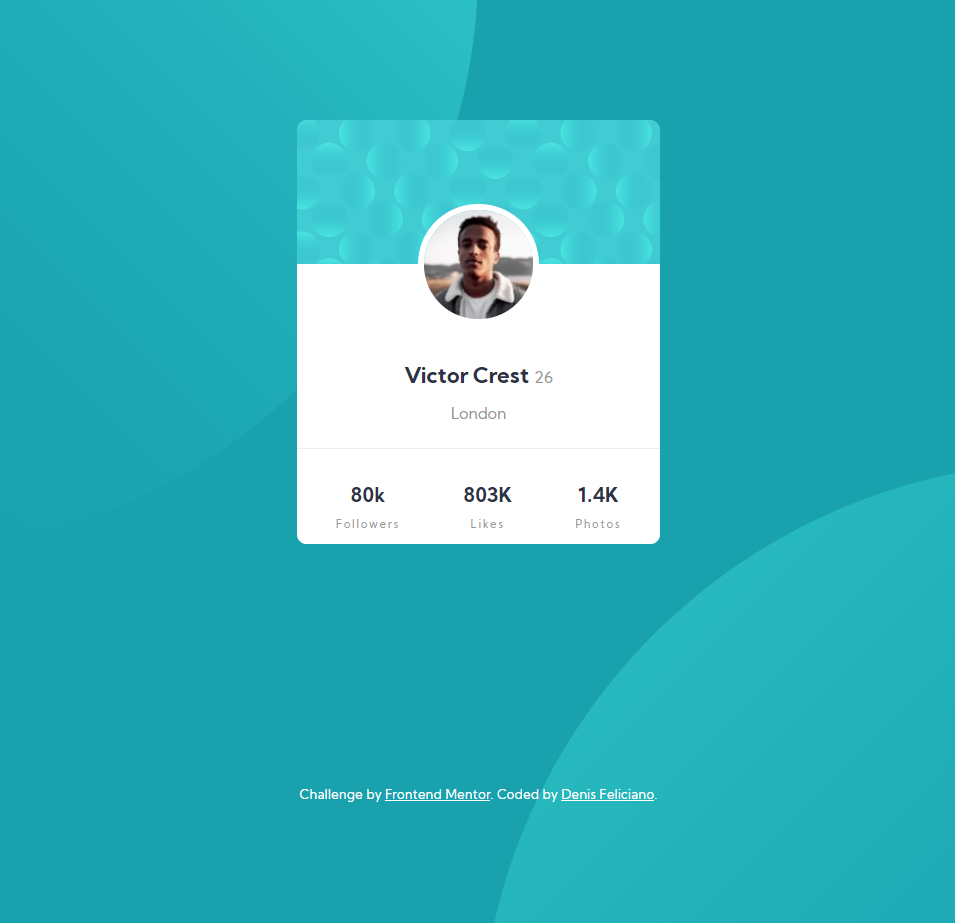 Victor Crest 26
London
80k 803K 1.4K
Followers Likes Photos
Challenge by Frontend Mentor. Coded by Denis Feliciano.